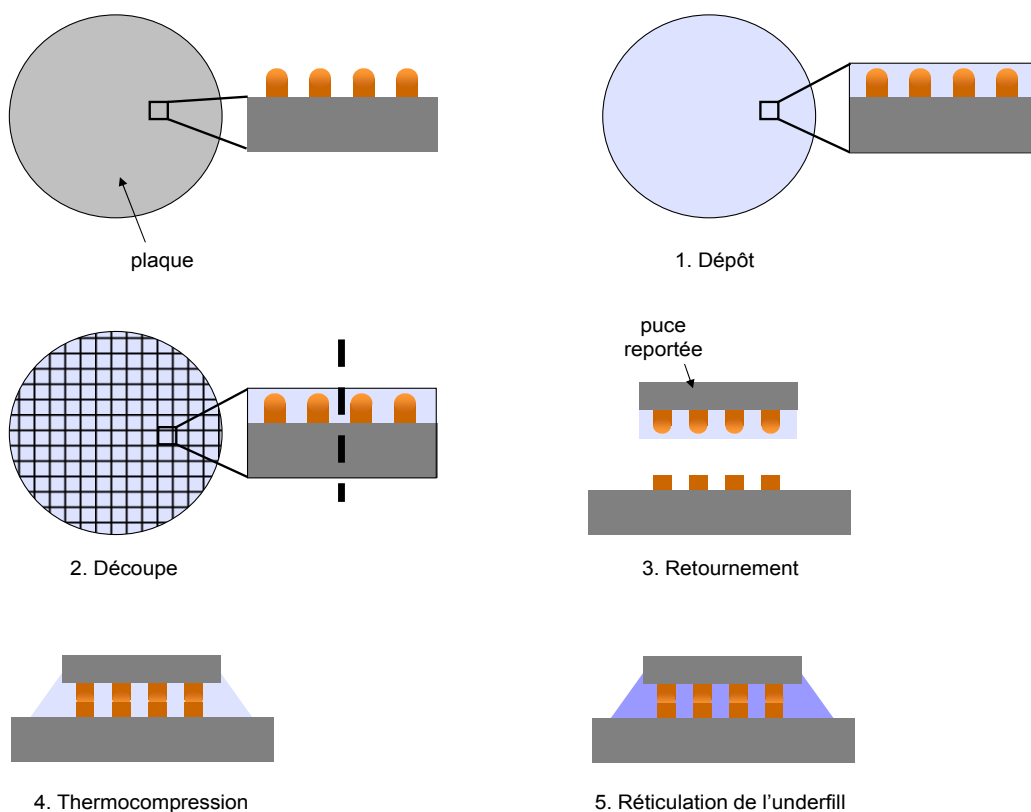 plaque
1. Dépôt
puce
reportée
2. Découpe
3. Retournement
4. Thermocompression
5. Réticulation de l'underfill